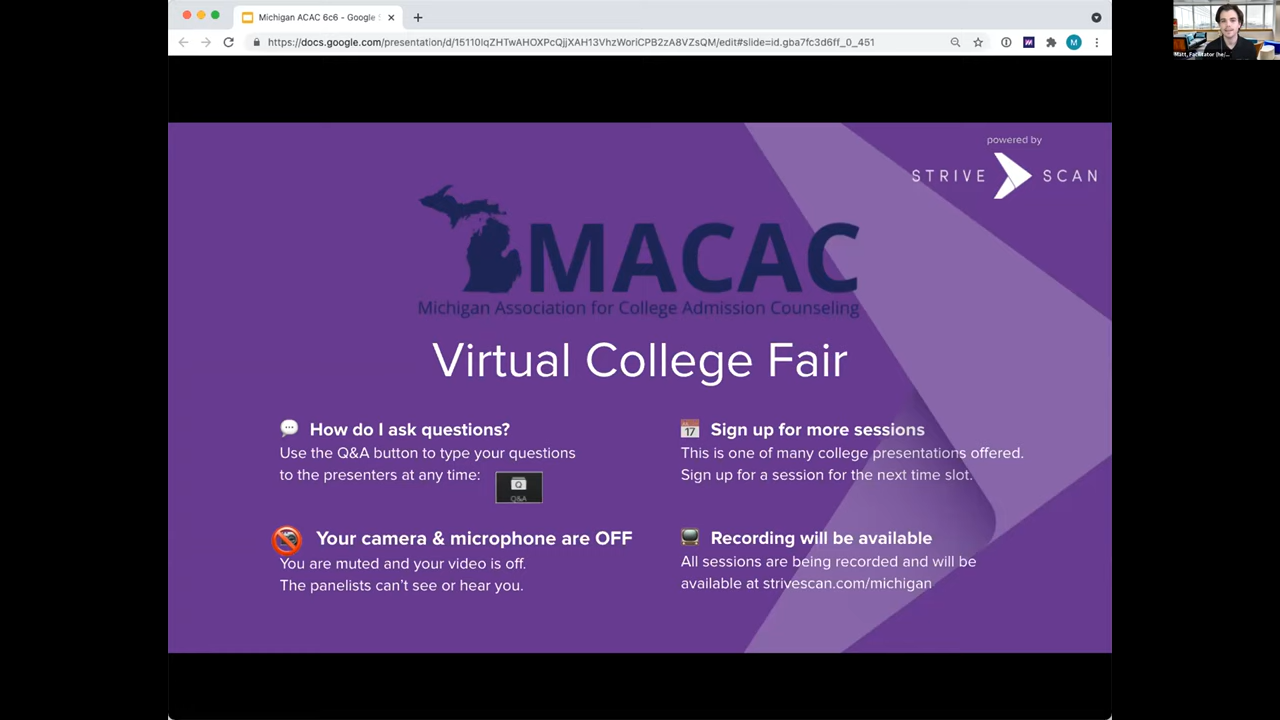 Michigan ACAC 6c6 - Google S
https://docs.google.com/presentation/d/15110lqZHTwAHOXPcQjjXAH13VhzWoriCPB2zA8VZsQM/edit#slide=id.gba7fc3d6ff_0_451
M
Matt, Facilitator (he/...
powered by
STRIVE SCAN
MACAC
Michigan Association for College Admission Counseling
Virtual College Fair
How do I ask questions?
Use the Q&A button to type your questions
to the presenters at any time:
Q&A
Your camera & microphone are OFF
You are muted and your video is off.
The panelists can't see or hear you.
17 Sign up for more sessions
This is one of many college presentations offered.
Sign up for a session for the next time slot.
Recording will be available
All sessions are being recorded and will be
available at strivescan.com/michigan